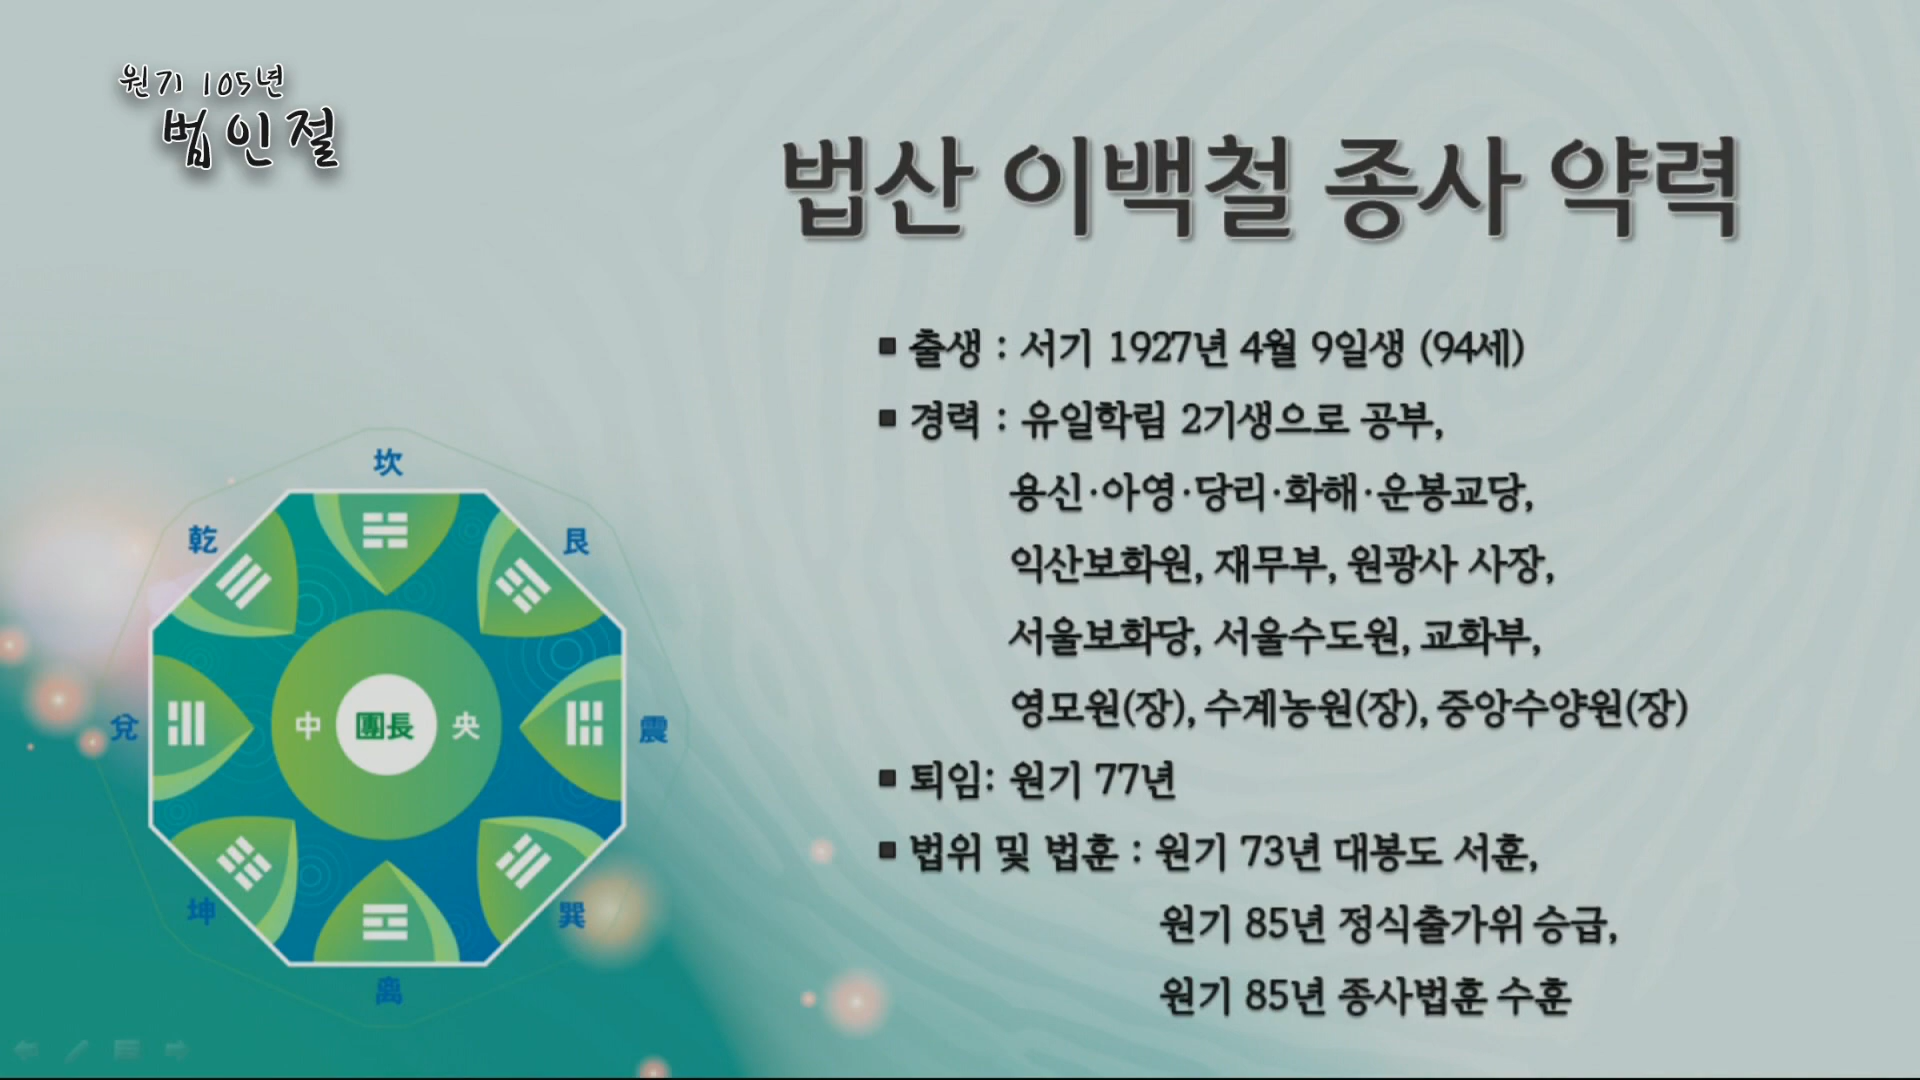 원기 105년
법인절
법산 이백철 종사 약력
■ 출생 : 서기 1927년 4월 9일생 (94세)
■ 경력 : 유일학림 2기생으로 공부,
용신·아영·당리·화해·운봉교당,
익산보화원, 재무부, 원광사 사장,
서울보화당, 서울수도원, 교화부,
영모원(장), 수계농원(장), 중앙수양원(장)
■ 퇴임: 원기 77년
■ 법위 및 법훈 : 원기 73년 대봉도 서훈,
원기 85년 정식출가위 승급,
원기 85년 종사법훈 수훈
坎
乾
艮
兌
中 團長 央
震
坤
巽
离